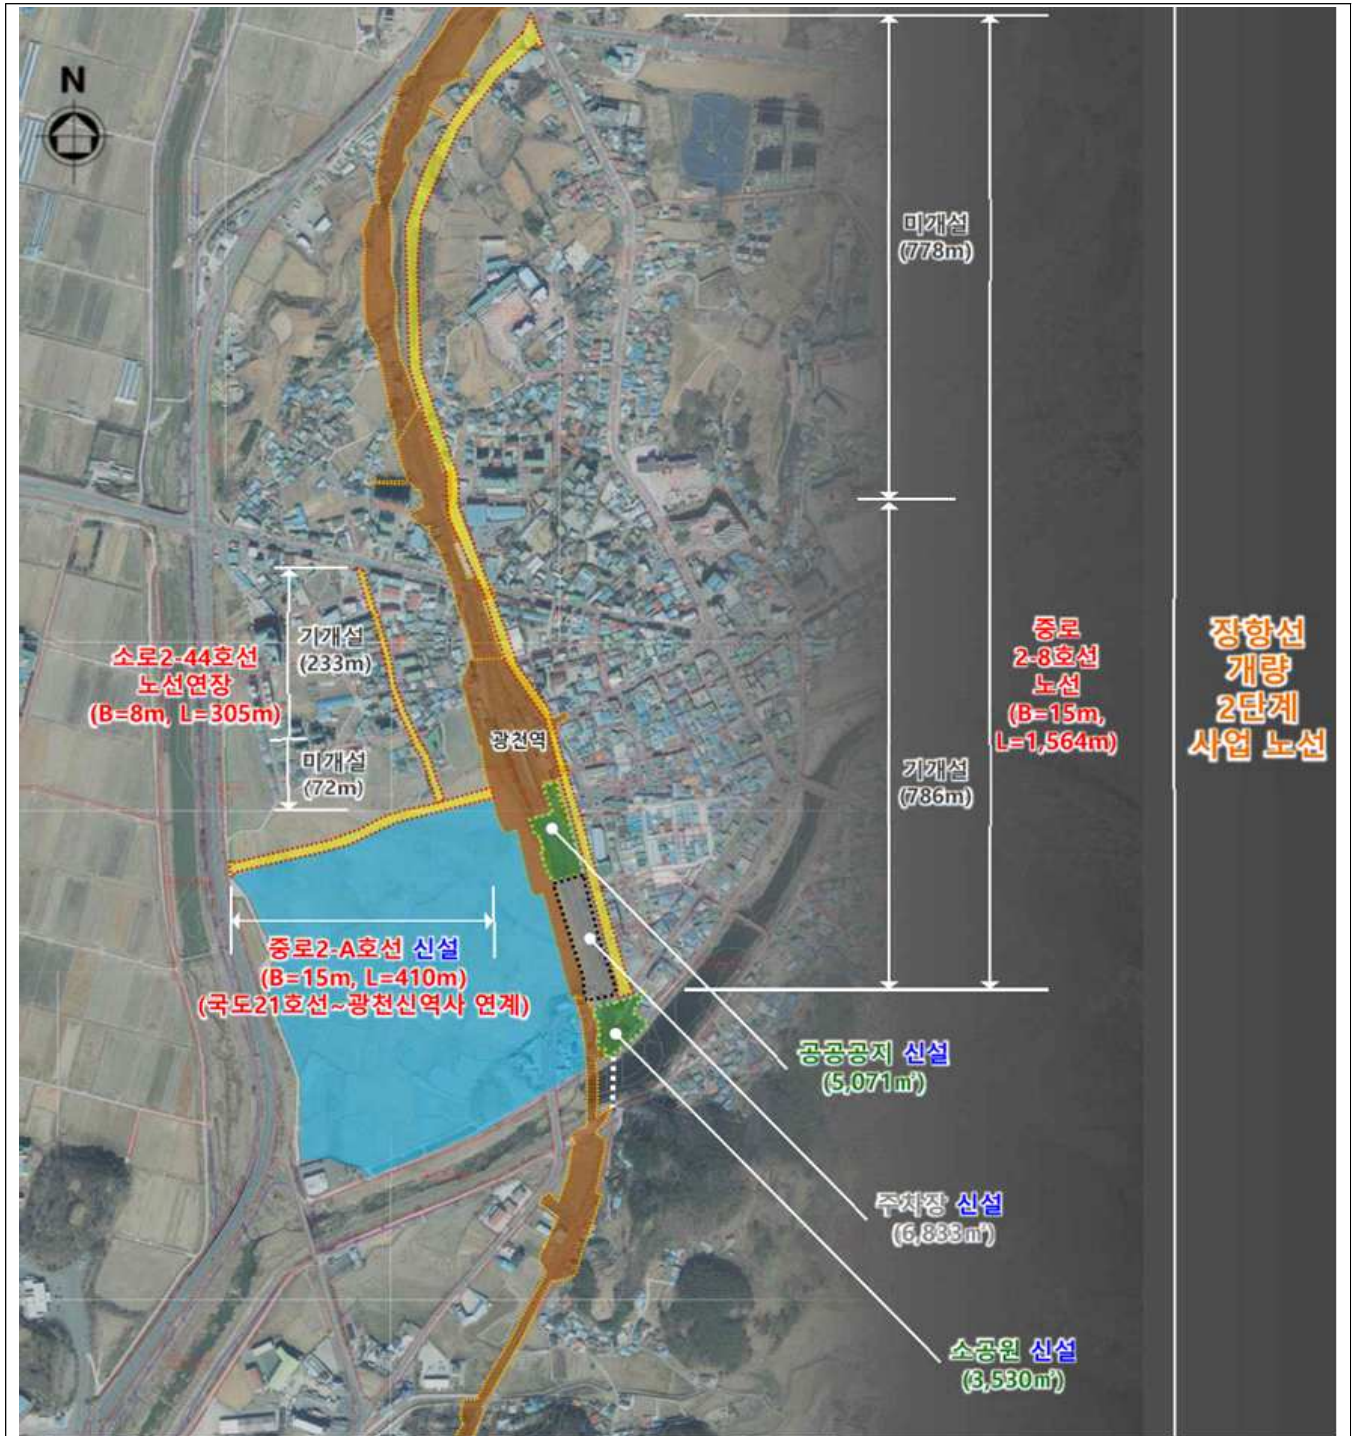 N
미개설
(778m)
소로2-44호선
노선연장
(B=8m, L=305m)
기개설
(233m)
미개설
(72m)
광천역
중로
2-8호선
노선
(B=15m,
L=1,564m)
장항선
개량
2단계
사업 노선
기개설
(786m)
중로2-A호선 신설
(B=15m, L=410m)
(국도21호선~광천신역사 연계)
공공공지 신설
(5,071㎡)
주차장 신설
(6,833㎡)
소공원 신설
(3,530㎡)